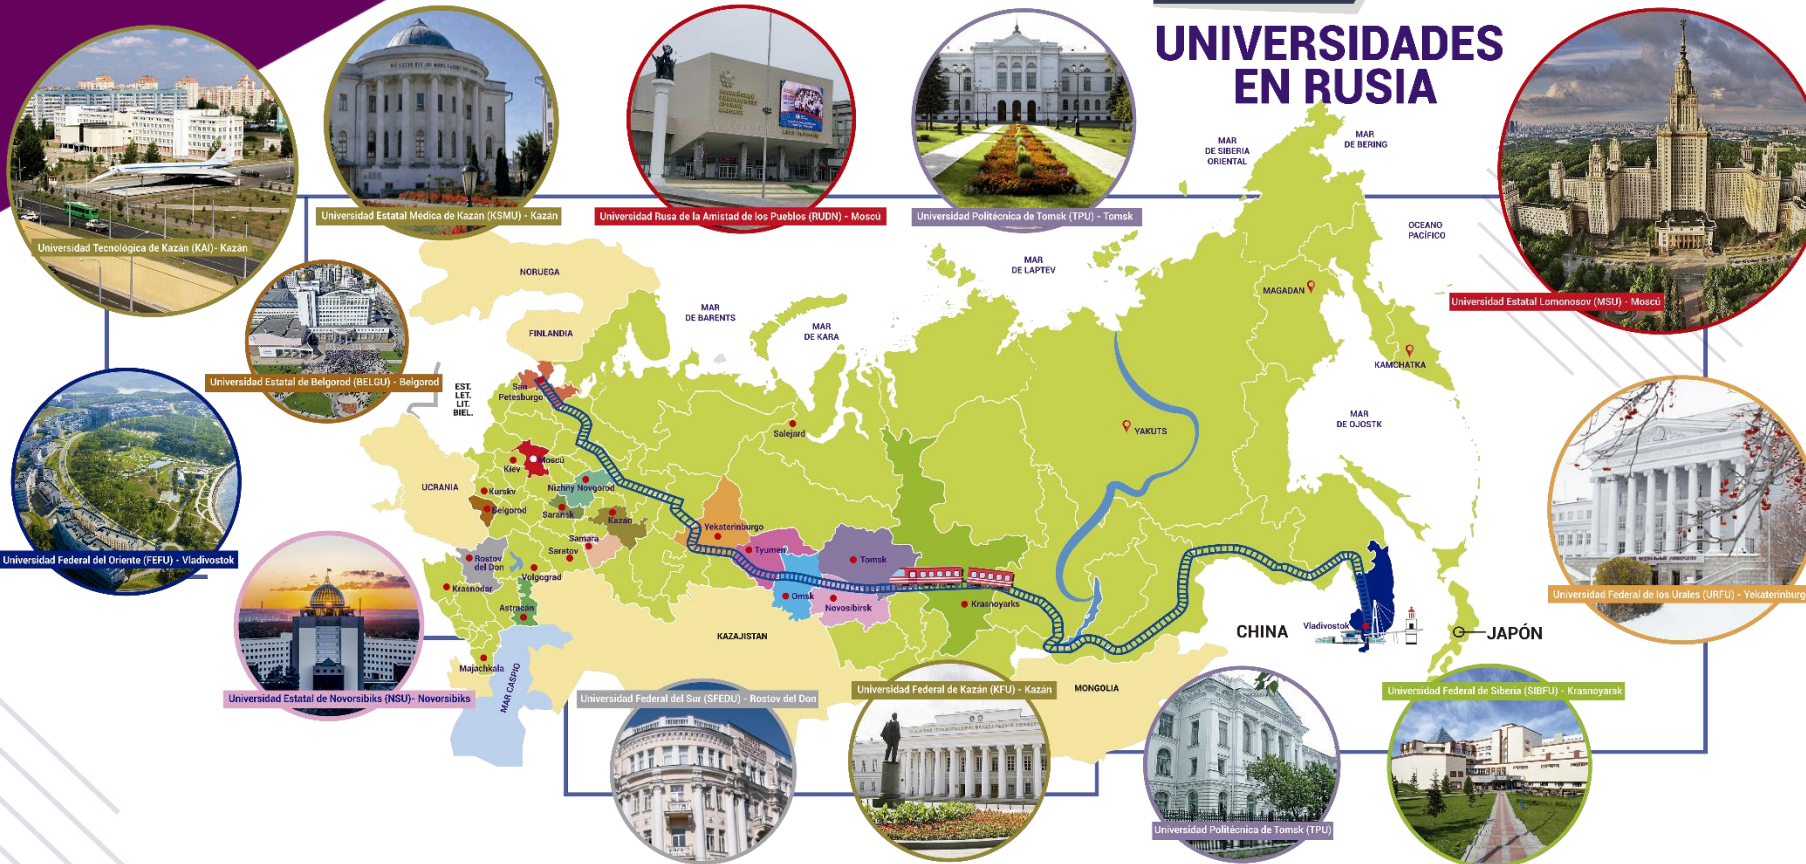 UNIVERSIDADES
EN RUSIA
Universidad Tecnológica de Kazán (KAI)- Kazán
Universidad Estatal Médica de Kazán (KSMU) - Kazán
Universidad Rusa de la Amistad de los Pueblos (RUDN) - Moscú
Universidad Politécnica de Tomsk (TPU) - Tomsk
Universidad Estatal Lomonosov (MSU) - Moscú
Universidad Estatal de Belgorod (BELGU) - Belgorod
Universidad Federal del Oriente (FEFU) - Vladivostok
Universidad Estatal de Novorsibiks (NSU)- Novorsibiks
Universidad Federal del Sur (SFEDU) - Rostov del Don
Universidad Federal de Kazán (KFU) - Kazán
Universidad Politécnica de Tomsk (TPU)
Universidad Federal de Siberia (SIBFU) - Krasnoyarsk
Universidad Federal de los Urales (URFU) - Yekaterinburgo
MAR
DE SIBERIA
ORIENTAL
MAR
DE BERING
OCEANO
PACÍFICO
MAR
DE LAPTEV
MAR
DE BARENTS
MAR
DE KARA
MAR
DE OJOSTK
NORUEGA
FINLANDIA
EST.
LET.
LIT.
BIEL.
UCRANIA
MAGADAN
KAMCHATKA
YAKUTS
San
Petesburgo
Salejard
Moscú
Kiev
Nizhny Novgorod
Kurskv
Belgorod
Saransk
Kazan
Samara
Saratov
Rostov
del Don
Volgograd
Krasnodar
Astracán
Majachkala
MAR CASPIO
Yekaterinburgo
Tyumen
Tomsk
Omsk
Novosibirsk
Krasnoyarks
KAZAJISTAN
MONGOLIA
CHINA
Vladivostok
JAPÓN